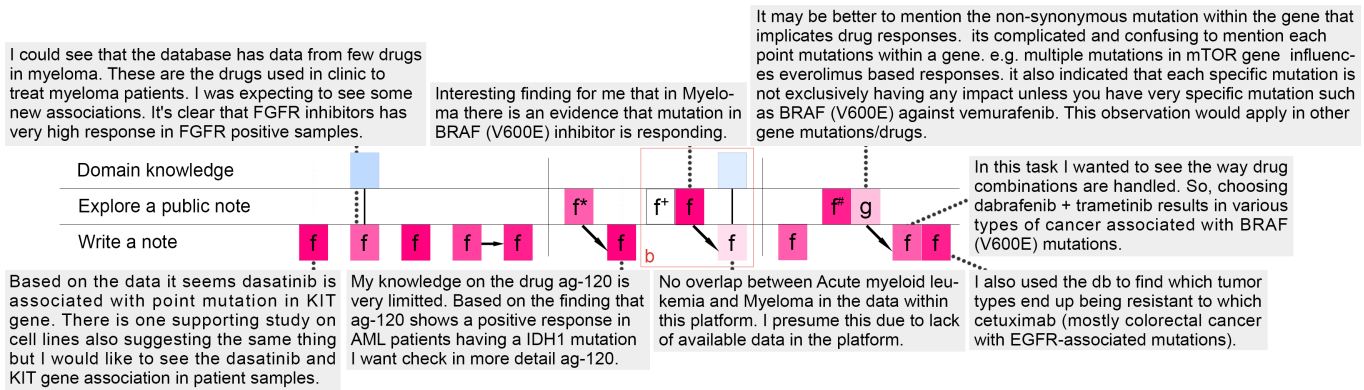 I could see that the database has data from few drugs
in myeloma. These are the drugs used in clinic to
treat myeloma patients. I was expecting to see some
new associations. It's clear that FGFR inhibitors has
very high response in FGFR positive samples.
Interesting finding for me that in Myelo-
ma there is an evidence that mutation in
BRAF (V600E) inhibitor is responding.
It may be better to mention the non-synonymous mutation within the gene that
implicates drug responses. its complicated and confusing to mention each
point mutations within a gene. e.g. multiple mutations in mTOR gene influenc-
es everolimus based responses. it also indicated that each specific mutation is
not exclusively having any impact unless you have very specific mutation such
as BRAF (V600E) against vemurafenib. This observation would apply in other
gene mutations/drugs.
Domain knowledge
Explore a public note
f* f+ f f# g
Write a note
f f f f f f f f f f
b
In this task I wanted to see the way drug
combinations are handled. So, choosing
dabrafenib + trametinib results in various
types of cancer associated with BRAF
(V600E) mutations.
Based on the data it seems dasatinib is
associated with point mutation in KIT
gene. There is one supporting study on
cell lines also suggesting the same thing
but I would like to see the dasatinib and
KIT gene association in patient samples.
My knowledge on the drug ag-120 is
very limitted. Based on the finding that
ag-120 shows a positive response in
AML patients having a IDH1 mutation
I want check in more detail ag-120.
No overlap between Acute myeloid leu-
kemia and Myeloma in the data within
this platform. I presume this due to lack
of available data in the platform.
I also used the db to find which tumor
types end up being resistant to which
cetuximab (mostly colorectal cancer
with EGFR-associated mutations).